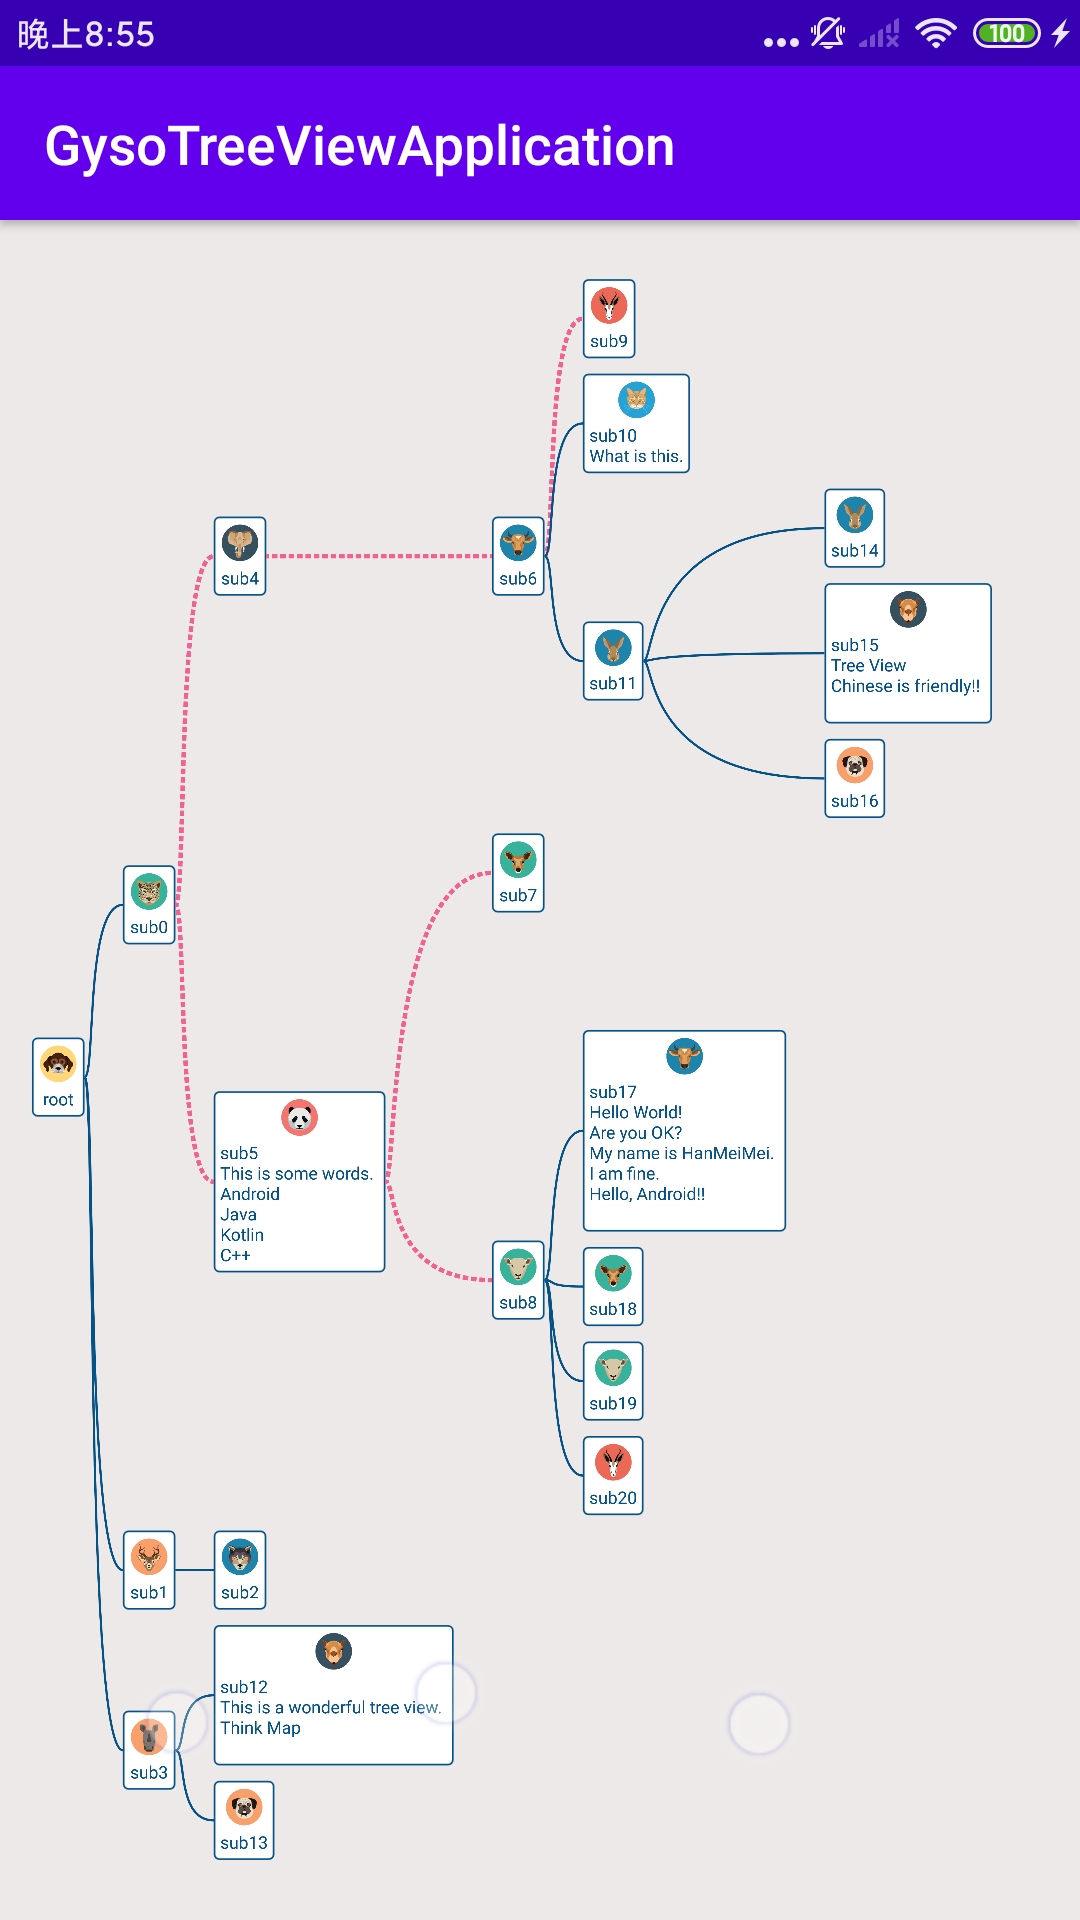 晚上8:55
100
GysoTreeViewApplication
sub9
sub10
What is this.
sub14
sub4
sub6
sub15
Tree View
Chinese is friendly!!
sub11
sub16
sub7
sub0
root
sub17
Hello World!
Are you OK?
My name is HanMeiMei.
I am fine.
Hello, Android!!
sub5
This is some words.
Android
Java
Kotlin
C++
sub8
sub18
sub19
sub20
sub1
sub2
sub12
This is a wonderful tree view.
Think Map
sub3
sub13